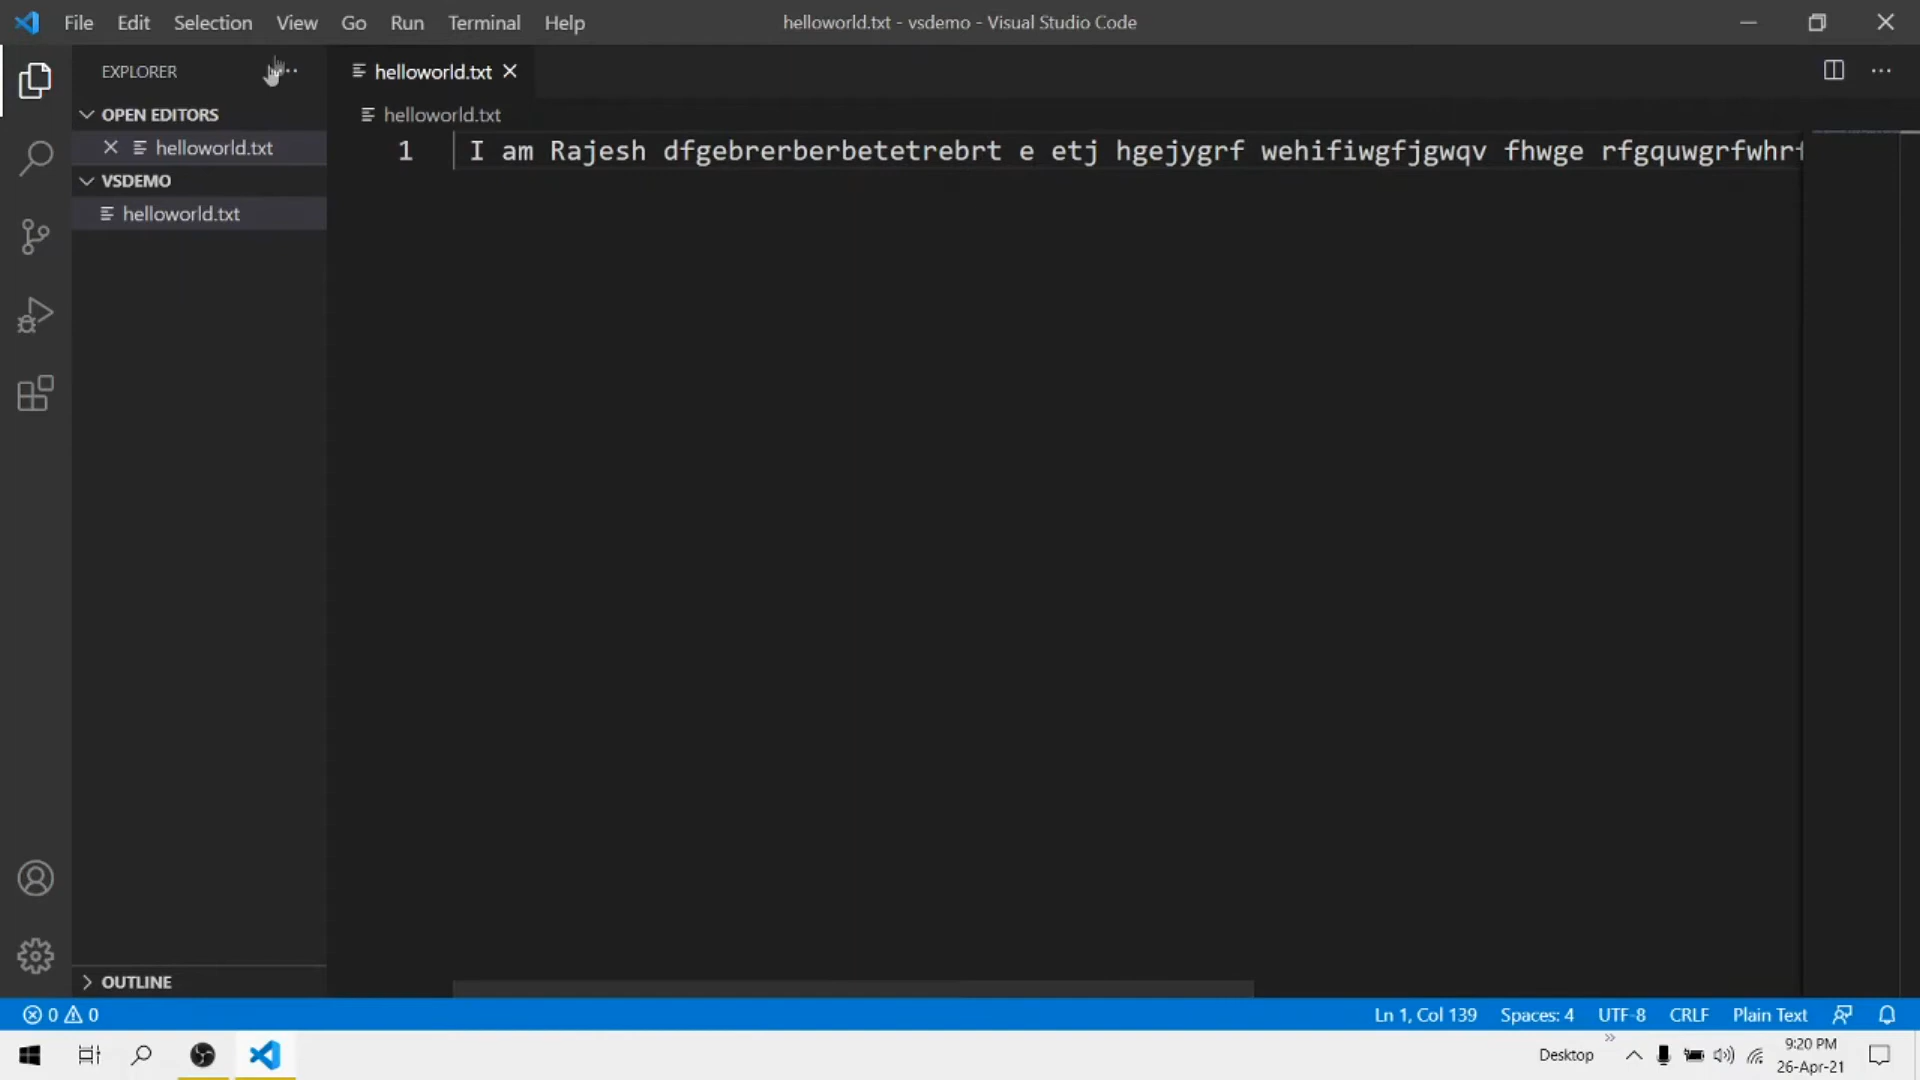 File Edit Selection View Go Run Terminal Help helloworld.txt - vsdemo - Visual Studio Code
EXPLORER
OPEN EDITORS
helloworld.txt
VSDEMO
helloworld.txt
OUTLINE
helloworld.txt
helloworld.txt
1 I am Rajesh dfgebrerberbetetrebrt e etj hgejygrf wehifiwgfjgwqv fhwge rfgquwgrfwhrf
0 0 Ln 1, Col 139 Spaces: 4 UTF-8 CRLF Plain Text
Desktop
9:20 PM
26-Apr-21